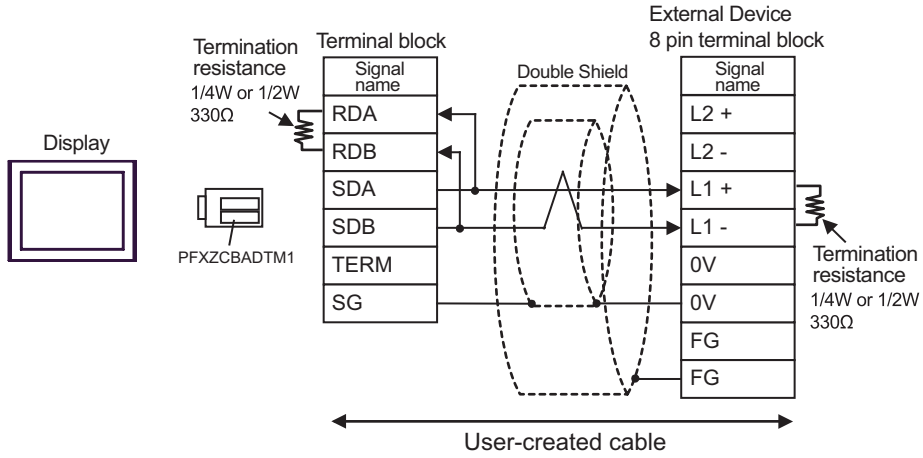 External Device
8 pin terminal block
Termination
resistance
1/4W or 1/2W
330Ω
Terminal block
Signal
name
RDA
RDB
SDA
SDB
TERM
SG
Double Shield
Signal
name
L2 +
L2 -
L1 +
L1 -
0V
0V
FG
FG
Display
PFXZCBADTM1
Termination
resistance
1/4W or 1/2W
330Ω
User-created cable